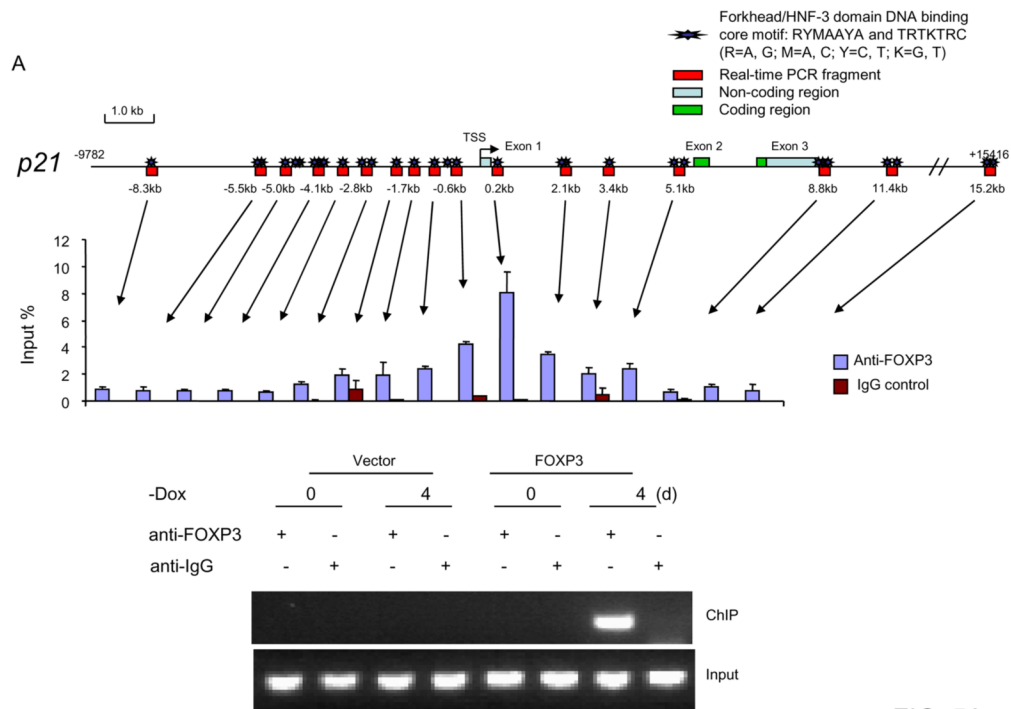 Forkhead/HNF-3 domain DNA binding
core motif: RYMAAYA and TRTKTRC
(R=A, G; M=A, C; Y=C, T; K=G, T)
A
Real-time PCR fragment
Non-coding region
Coding region
1.0 kb
TSS
Exon 1
Exon 2
Exon 3
-9782
+15416
p21
-8.3kb -5.5kb -5.0kb -4.1kb -2.8kb -1.7kb -0.6kb 0.2kb 2.1kb 3.4kb 5.1kb 8.8kb 11.4kb 15.2kb
12
10
8
6
4
2
0
Input %
Anti-FOXP3
IgG control
Vector FOXP3
-Dox 0 4 0 4 (d)
anti-FOXP3 + - + - + - + -
anti-IgG - + - + - + - +
ChIP
Input